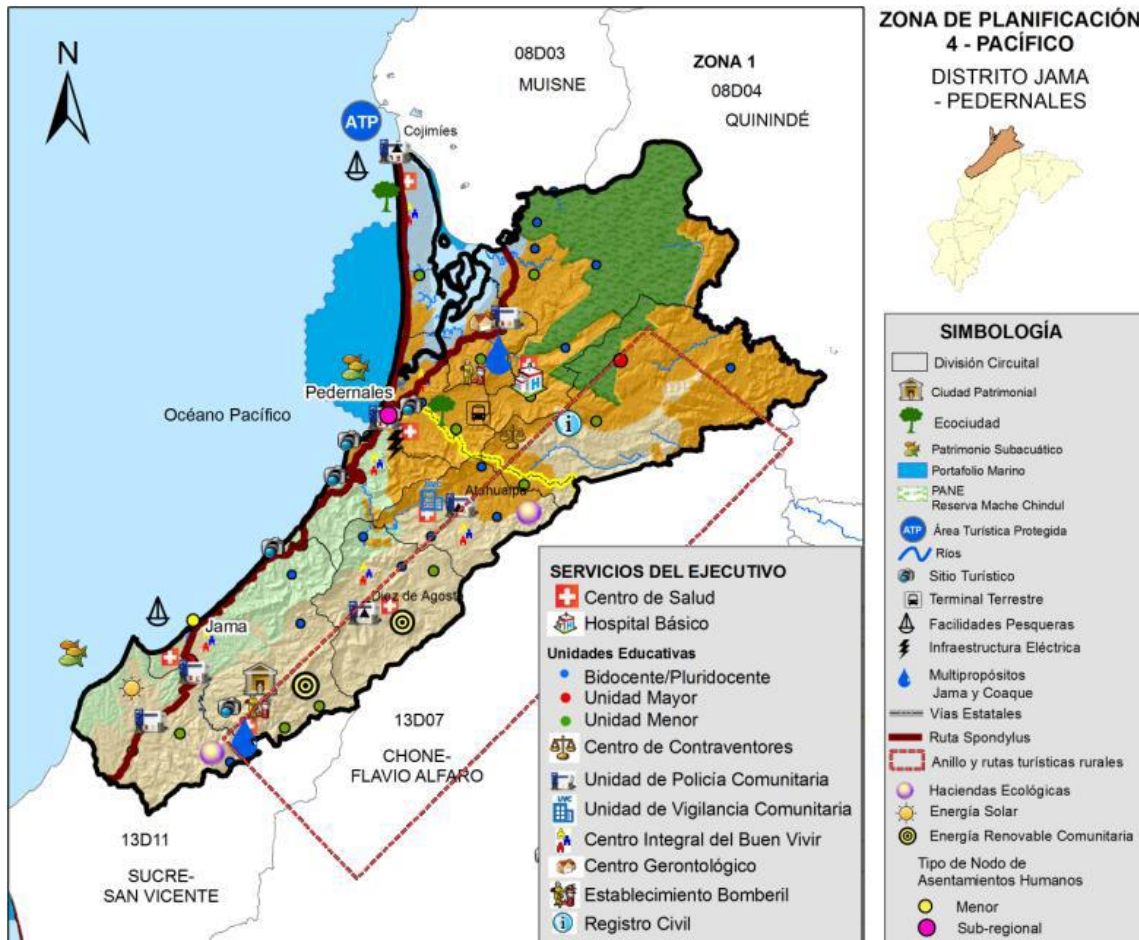 ZONA DE PLANIFICACIÓN
4 - PACÍFICO
DISTRITO JAMA
- PEDERNALES
N
08D03
MUISNE
ZONA 1
08D04
QUININDÉ
ATP
Cojimíes
Pedernales
Océano Pacífico
Atahualpa
UVC
Diez de Agost
Jama
13D07
CHONE-
FLAVIO ALFARO
13D11
SUCRE-
SAN VICENTE
SERVICIOS DEL EJECUTIVO
Centro de Salud
Hospital Básico
Unidades Educativas
Bidocente/Pluridocente
Unidad Mayor
Unidad Menor
Centro de Contraventores
Unidad de Policía Comunitaria
UVC
Unidad de Vigilancia Comunitaria
Centro Integral del Buen Vivir
Centro Gerontológico
Establecimiento Bomberil
Registro Civil
SIMBOLOGÍA
División Circuital
Ciudad Patrimonial
Ecociudad
Patrimonio Subacuático
Portafolio Marino
PANE
Reserva Mache Chindul
ATP Área Turística Protegida
Ríos
Sitio Turístico
Terminal Terrestre
Facilidades Pesqueras
Infraestructura Eléctrica
Multipropósitos
Jama y Coaque
Vías Estatales
Ruta Spondylus
Anillo y rutas turísticas rurales
Haciendas Ecológicas
Energía Solar
Energía Renovable Comunitaria
Tipo de Nodo de
Asentamientos Humanos
Menor
Sub-regional